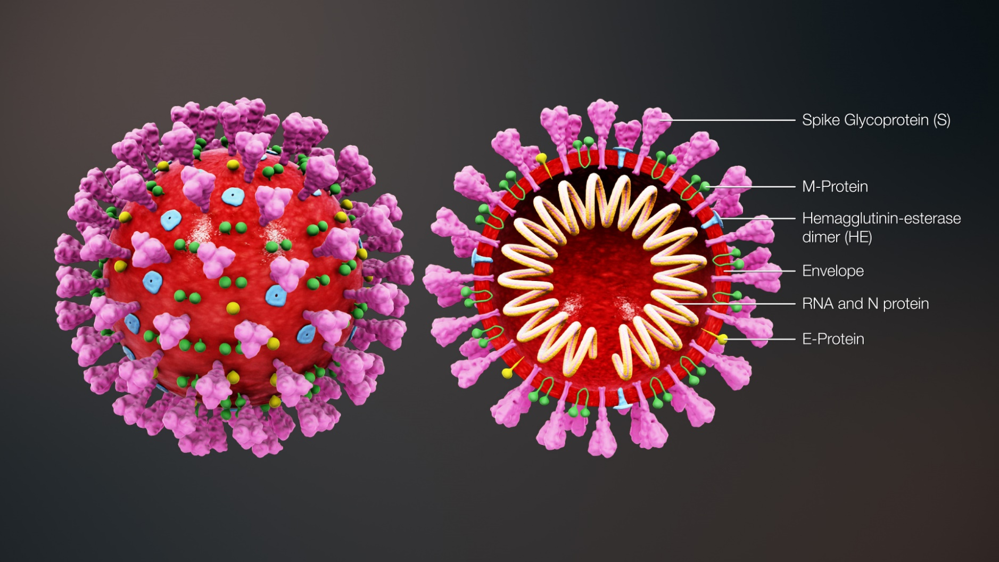 Spike Glycoprotein (S)
M-Protein
Hemagglutinin-esterase
dimer (HE)
Envelope
RNA and N protein
E-Protein